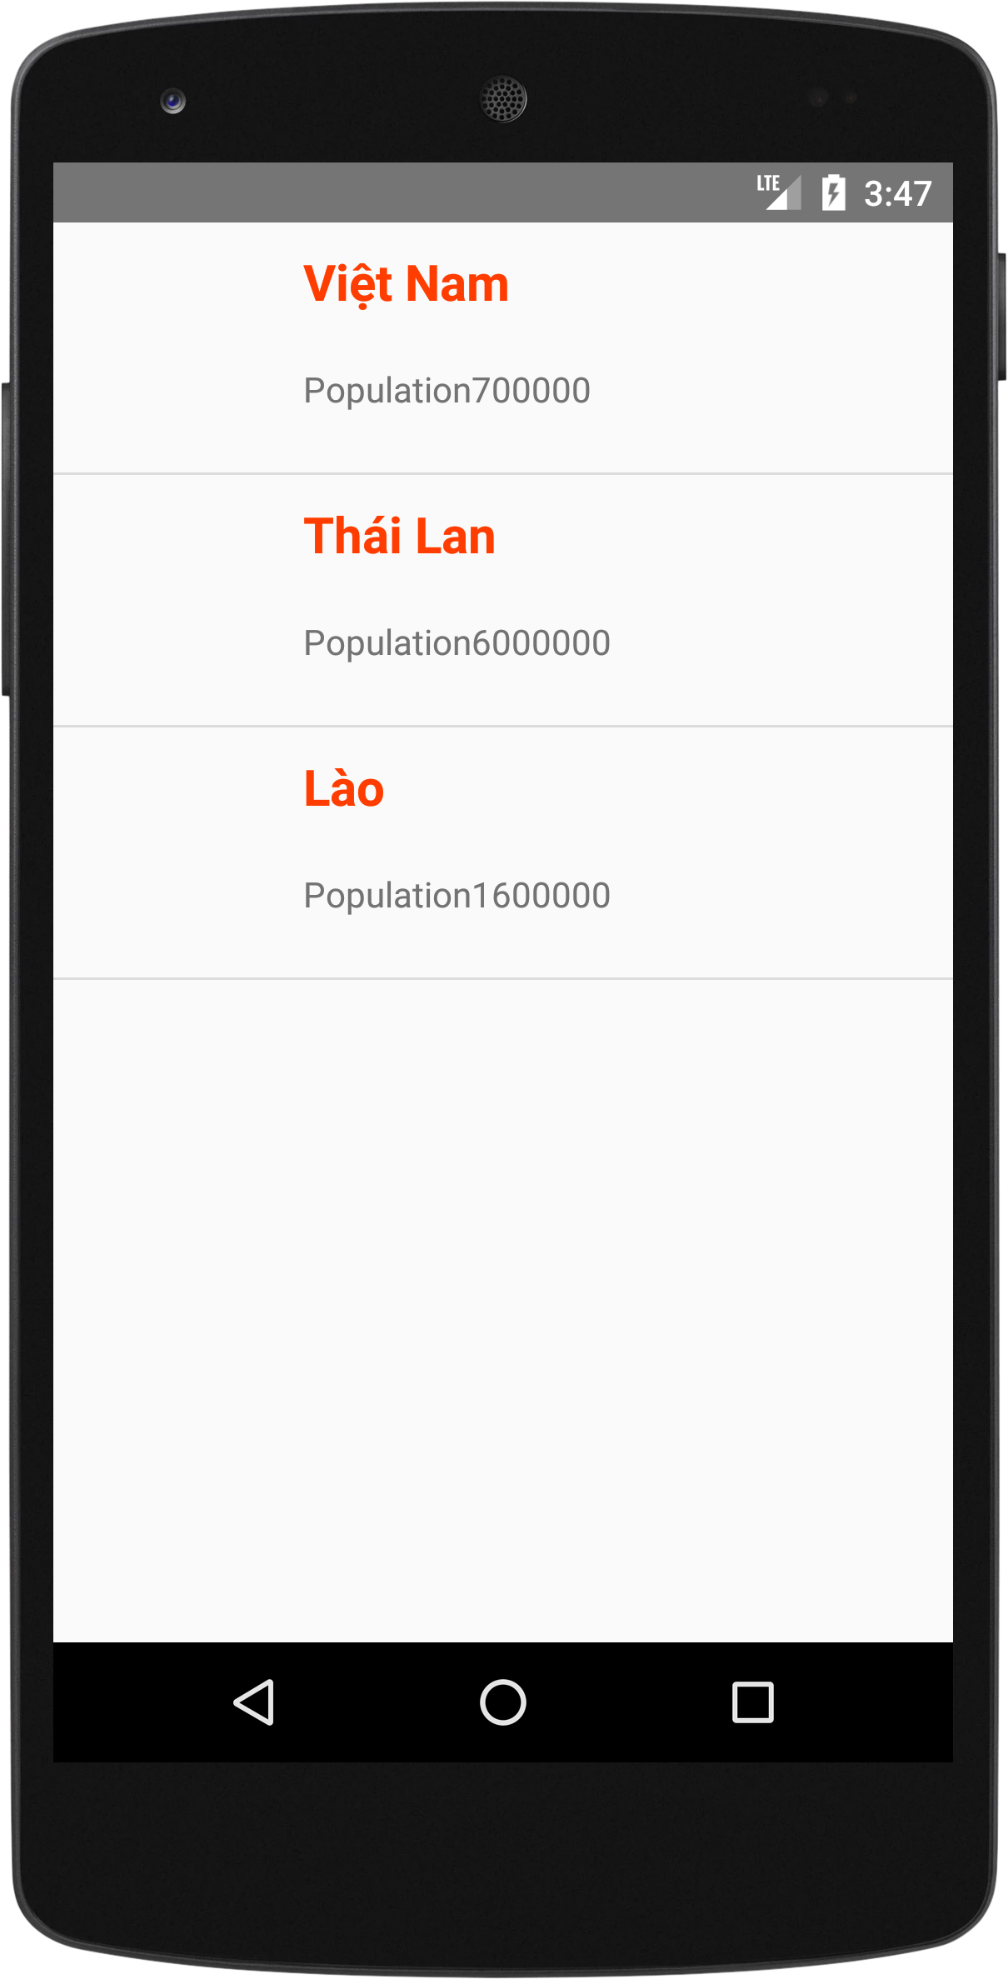 LTE 3:47
Việt Nam
Population700000
Thái Lan
Population6000000
Lào
Population1600000